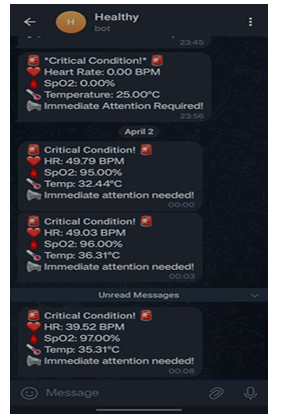 Healthy
bot
23:45
*Critical Condition!*
Heart Rate: 0.00 BPM
SpO2: 0.00%
Temperature: 25.00°C
Immediate Attention Required!
23:56
April 2
Critical Condition!
HR: 49.79 BPM
SpO2: 95.00%
Temp: 32.44°C
Immediate attention needed!
00:00
Critical Condition!
HR: 49.03 BPM
SpO2: 96.00%
Temp: 36.31°C
Immediate attention needed!
00:03
Unread Messages
Critical Condition!
HR: 39.52 BPM
SpO2: 97.00%
Temp: 35.31°C
Immediate attention needed!
00:08
Message